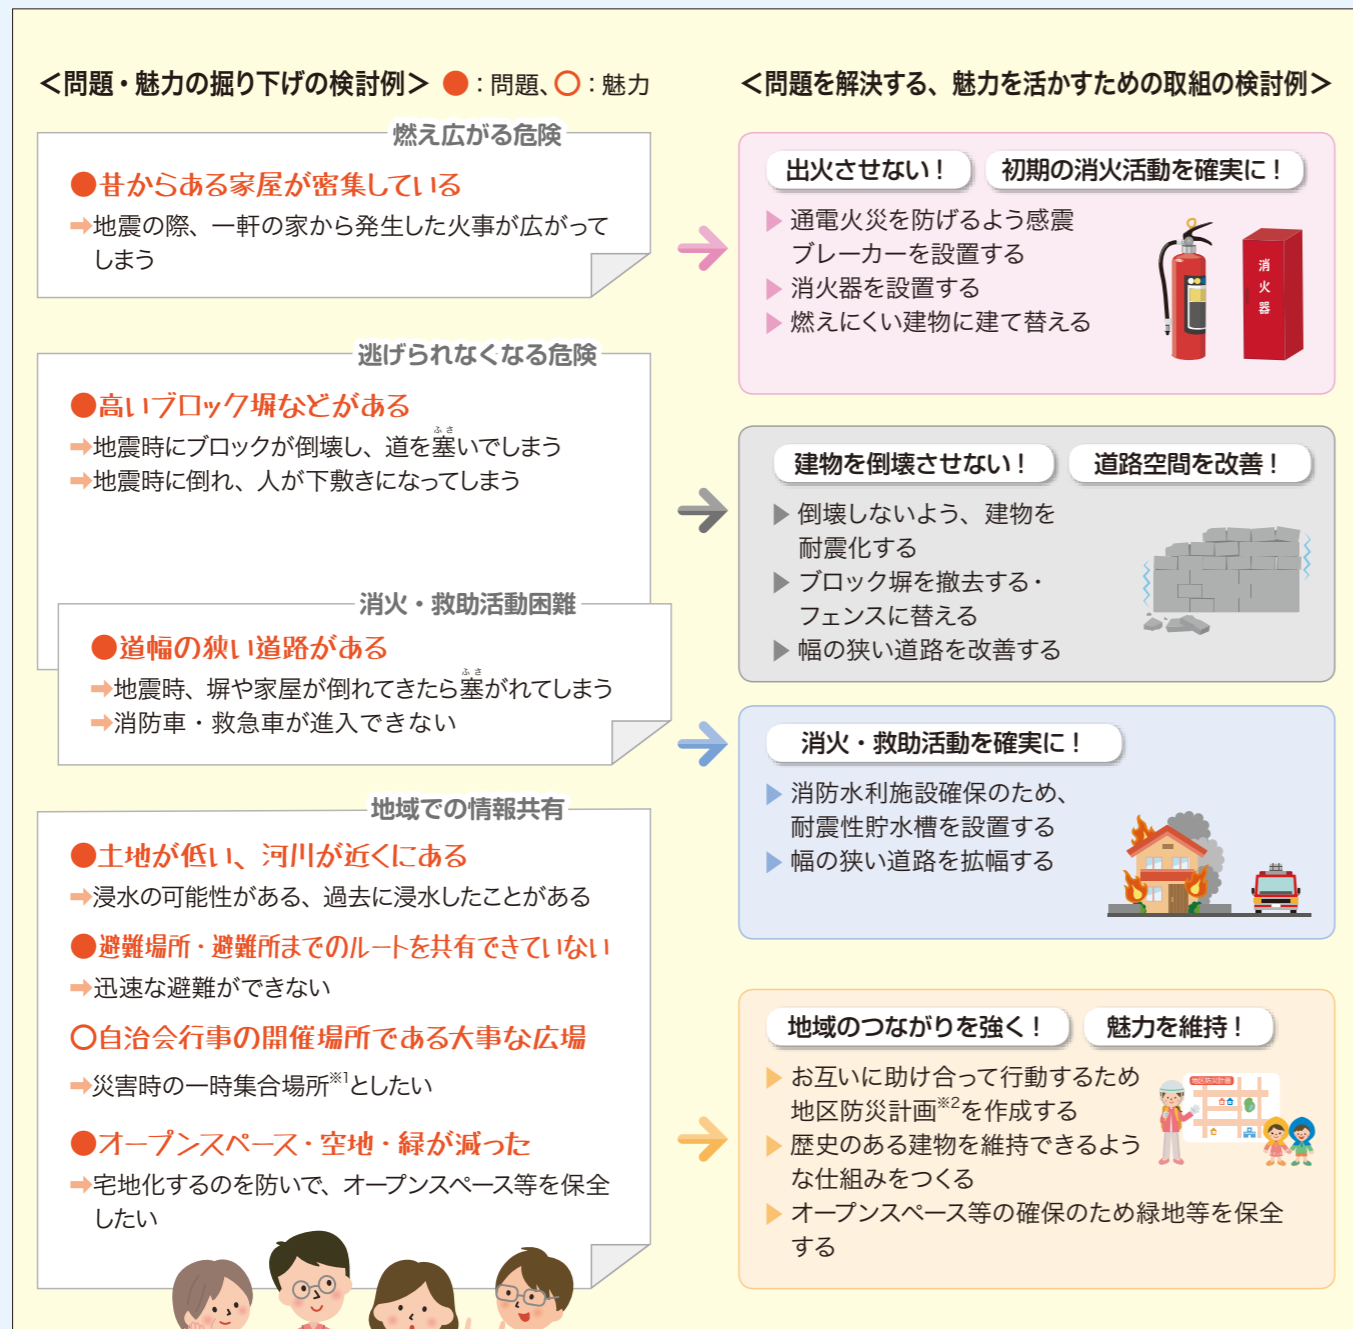 ＜問題・魅力の掘り下げの検討例＞ ●：問題、○：魅力
燃え広がる危険
●昔からある家屋が密集している
➡地震の際、一軒の家から発生した火事が広がって
しまう
逃げられなくなる危険
●高いブロック塀などがある
ふさ
➡地震時にブロックが倒壊し、道を塞いでしまう
➡地震時に倒れ、人が下敷きになってしまう
消火・救助活動困難
●道幅の狭い道路がある
ふさ
➡地震時、塀や家屋が倒れてきたら塞がれてしまう
➡消防車・救急車が進入できない
地域での情報共有
●土地が低い、河川が近くにある
➡浸水の可能性がある、過去に浸水したことがある
●避難場所・避難所までのルートを共有できていない
➡迅速な避難ができない
○自治会行事の開催場所である大事な広場
➡災害時の一時集合場所※1としたい
●オープンスペース・空地・緑が減った
➡宅地化するのを防いで、オープンスペース等を保全
したい
＜問題を解決する、魅力を活かすための取組の検討例＞
出火させない！ 初期の消火活動を確実に！
▶通電火災を防げるよう感震
ブレーカーを設置する
▶消火器を設置する
▶燃えにくい建物に建て替える
消火器
建物を倒壊させない！ 道路空間を改善！
▶倒壊しないよう、建物を
耐震化する
▶ブロック塀を撤去する・
フェンスに替える
▶幅の狭い道路を改善する
消火・救助活動を確実に！
▶消防水利施設確保のため、
耐震性貯水槽を設置する
▶幅の狭い道路を拡幅する
地域のつながりを強く！ 魅力を維持！
▶お互いに助け合って行動するため
地区防災計画※2を作成する
▶歴史のある建物を維持できるよう
な仕組みをつくる
▶オープンスペース等の確保のため緑地等を保全
する
地区防災計画